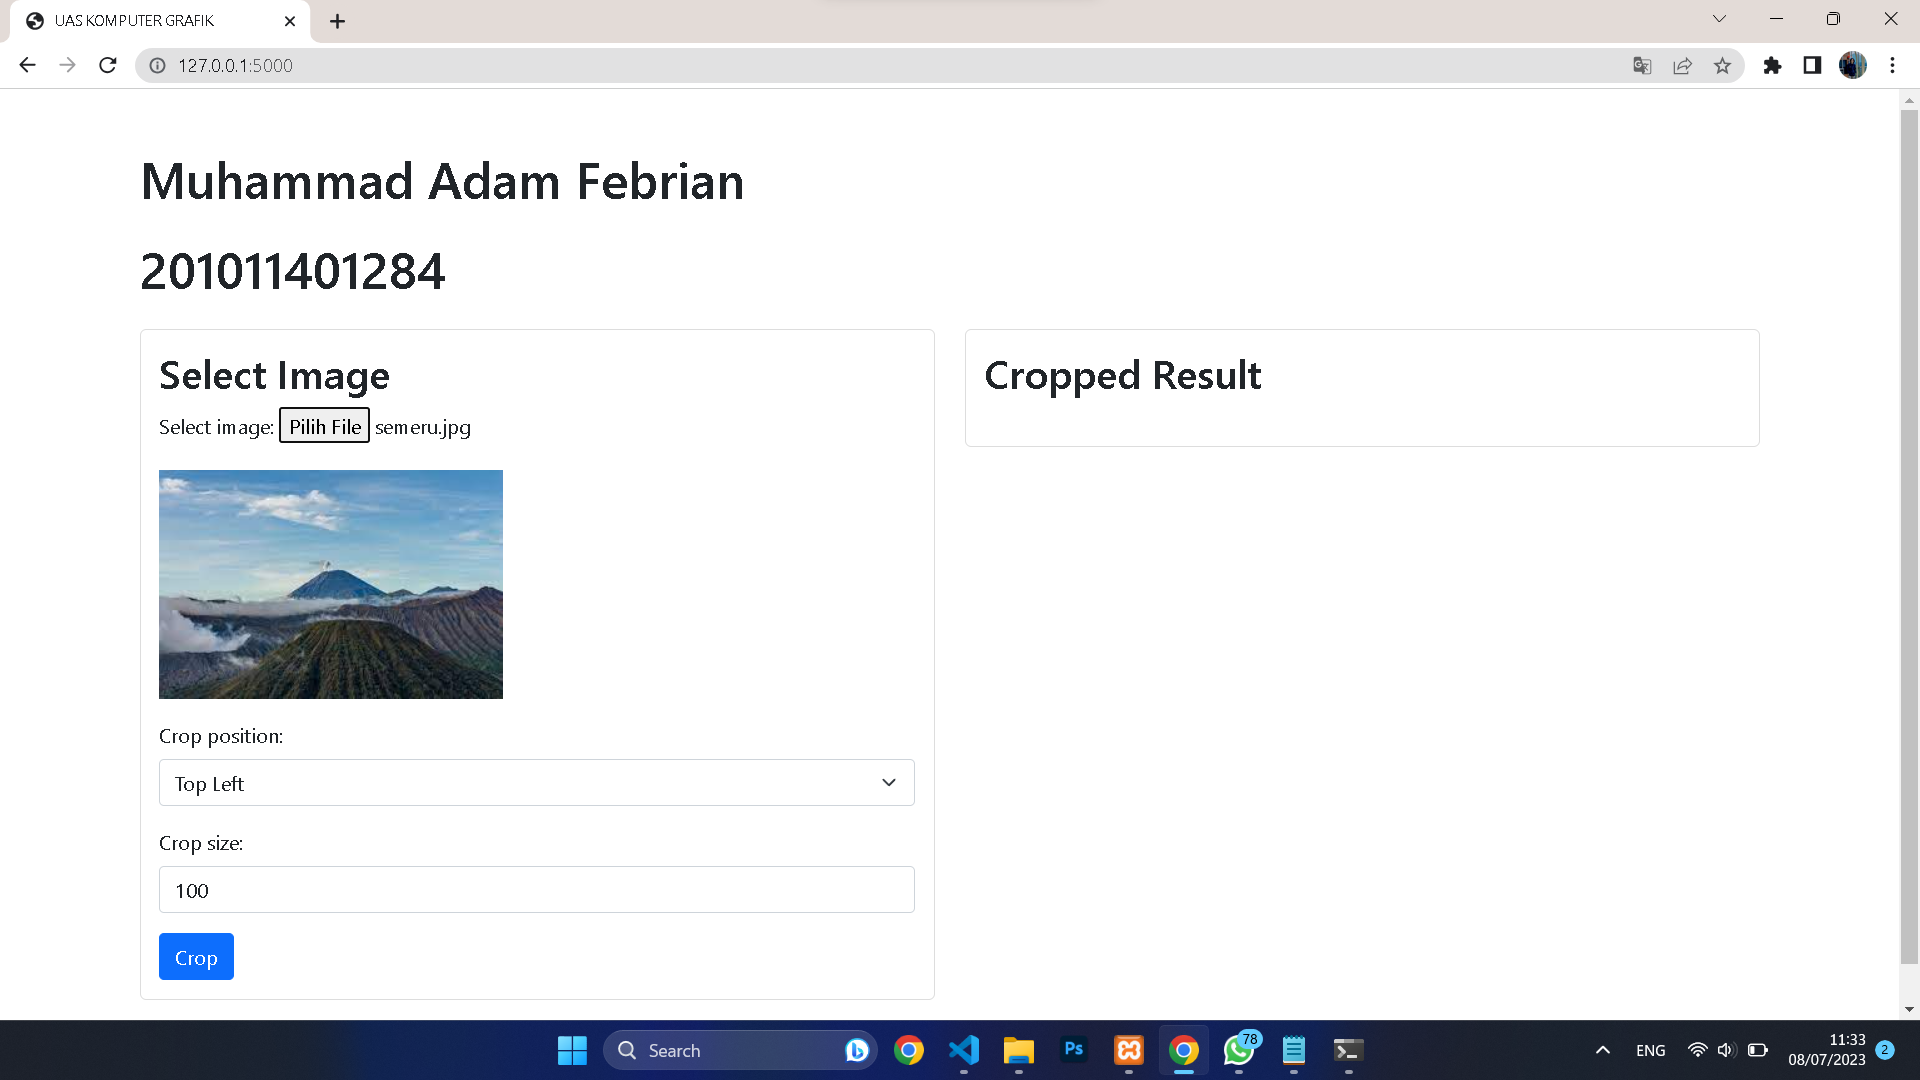 UAS KOMPUTER GRAFIK
127.0.0.1:5000
Muhammad Adam Febrian
201011401284
Select Image
Select image: Pilih File semeru.jpg
Crop position:
Top Left
Crop size:
100
Crop
Cropped Result
Search
Ps
78
ENG
11:33
08/07/2023
2